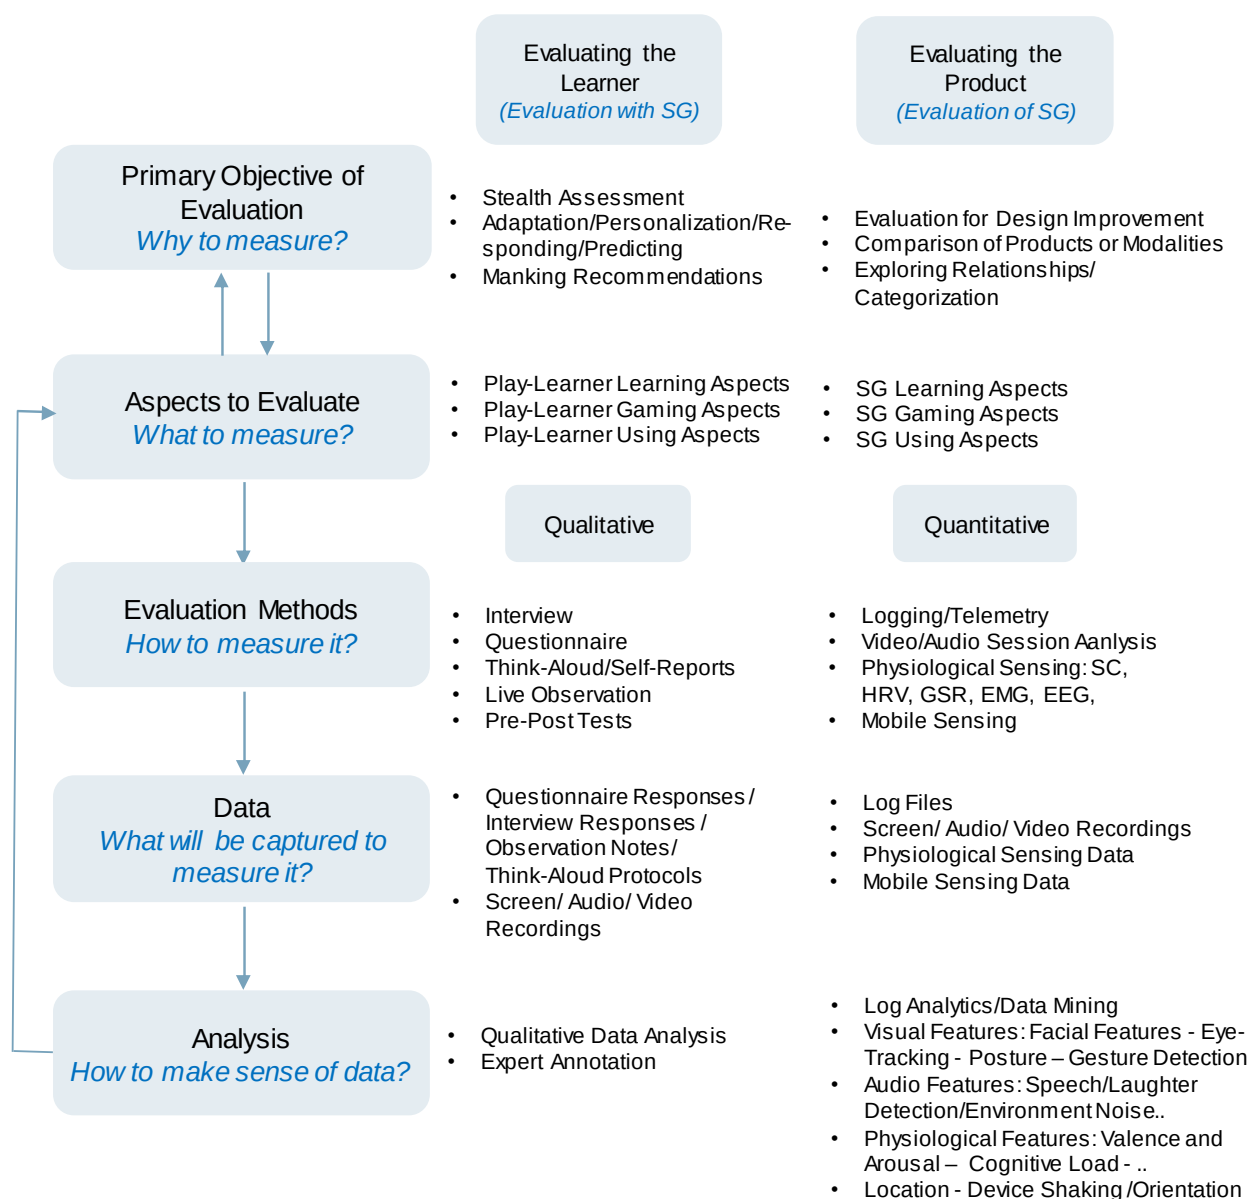 Evaluating the
Learner
(Evaluation with SG)
Evaluating the
Product
(Evaluation of SG)
Primary Objective of
Evaluation
Why to measure?
• Stealth Assessment
• Adaptation/Personalization/Re-
sponding/Predicting
• Manking Recommendations
• Evaluation for Design Improvement
• Comparison of Products or Modalities
• Exploring Relationships/
Categorization
Aspects to Evaluate
What to measure?
• Play-Learner Learning Aspects
• Play-Learner Gaming Aspects
• Play-Learner Using Aspects
• SG Learning Aspects
• SG Gaming Aspects
• SG Using Aspects
Qualitative
Quantitative
Evaluation Methods
How to measure it?
• Interview
• Questionnaire
• Think-Aloud/Self-Reports
• Live Observation
• Pre-Post Tests
• Logging/Telemetry
• Video/Audio Session Aanlysis
• Physiological Sensing: SC,
HRV, GSR, EMG, EEG,
• Mobile Sensing
Data
What will be captured to
measure it?
• Questionnaire Responses /
Interview Responses /
Observation Notes/
Think-Aloud Protocols
• Screen/ Audio/ Video
Recordings
• Log Files
• Screen/ Audio/ Video Recordings
• Physiological Sensing Data
• Mobile Sensing Data
Analysis
How to make sense of data?
• Qualitative Data Analysis
• Expert Annotation
• Log Analytics/Data Mining
• Visual Features: Facial Features - Eye-
Tracking - Posture – Gesture Detection
• Audio Features: Speech/Laughter
Detection/Environment Noise..
• Physiological Features: Valence and
Arousal – Cognitive Load - ..
• Location - Device Shaking /Orientation